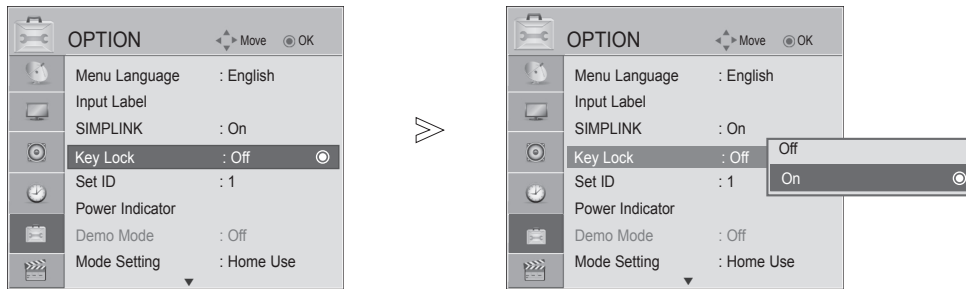 OPTION Move OK
Menu Language : English
Input Label
SIMPLINK : On
Key Lock : Off
Set ID : 1
Power Indicator
Demo Mode : Off
Mode Setting : Home Use
OPTION Move OK
Menu Language : English
Input Label
SIMPLINK : On
Key Lock : Off
Set ID : 1
Power Indicator
Demo Mode : Off
Mode Setting : Home Use
Off
On